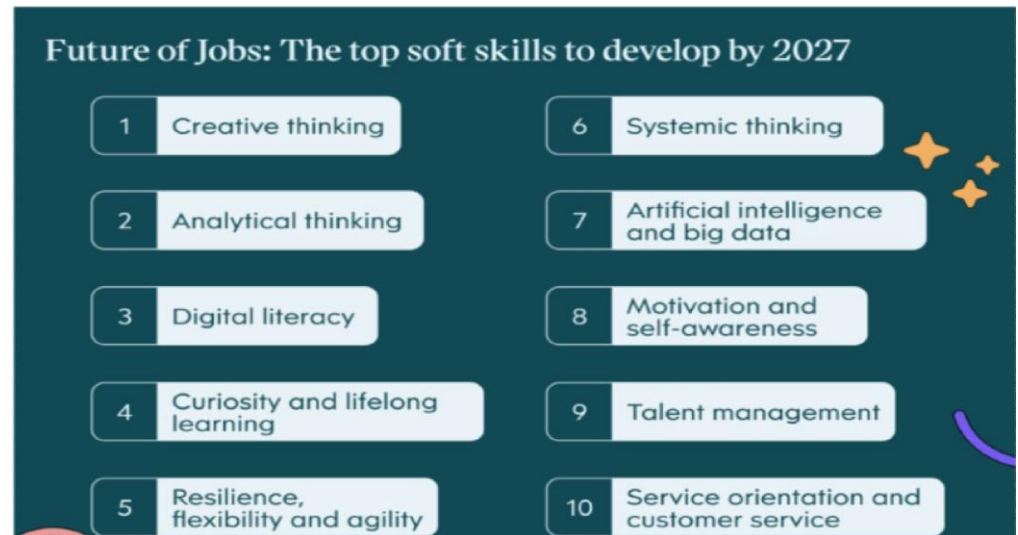 Future of Jobs: The top soft skills to develop by 2027
1 Creative thinking
2 Analytical thinking
3 Digital literacy
4 Curiosity and lifelong
learning
5 Resilience,
flexibility and agility
6 Systemic thinking
7 Artificial intelligence
and big data
8 Motivation and
self-awareness
9 Talent management
10 Service orientation and
customer service